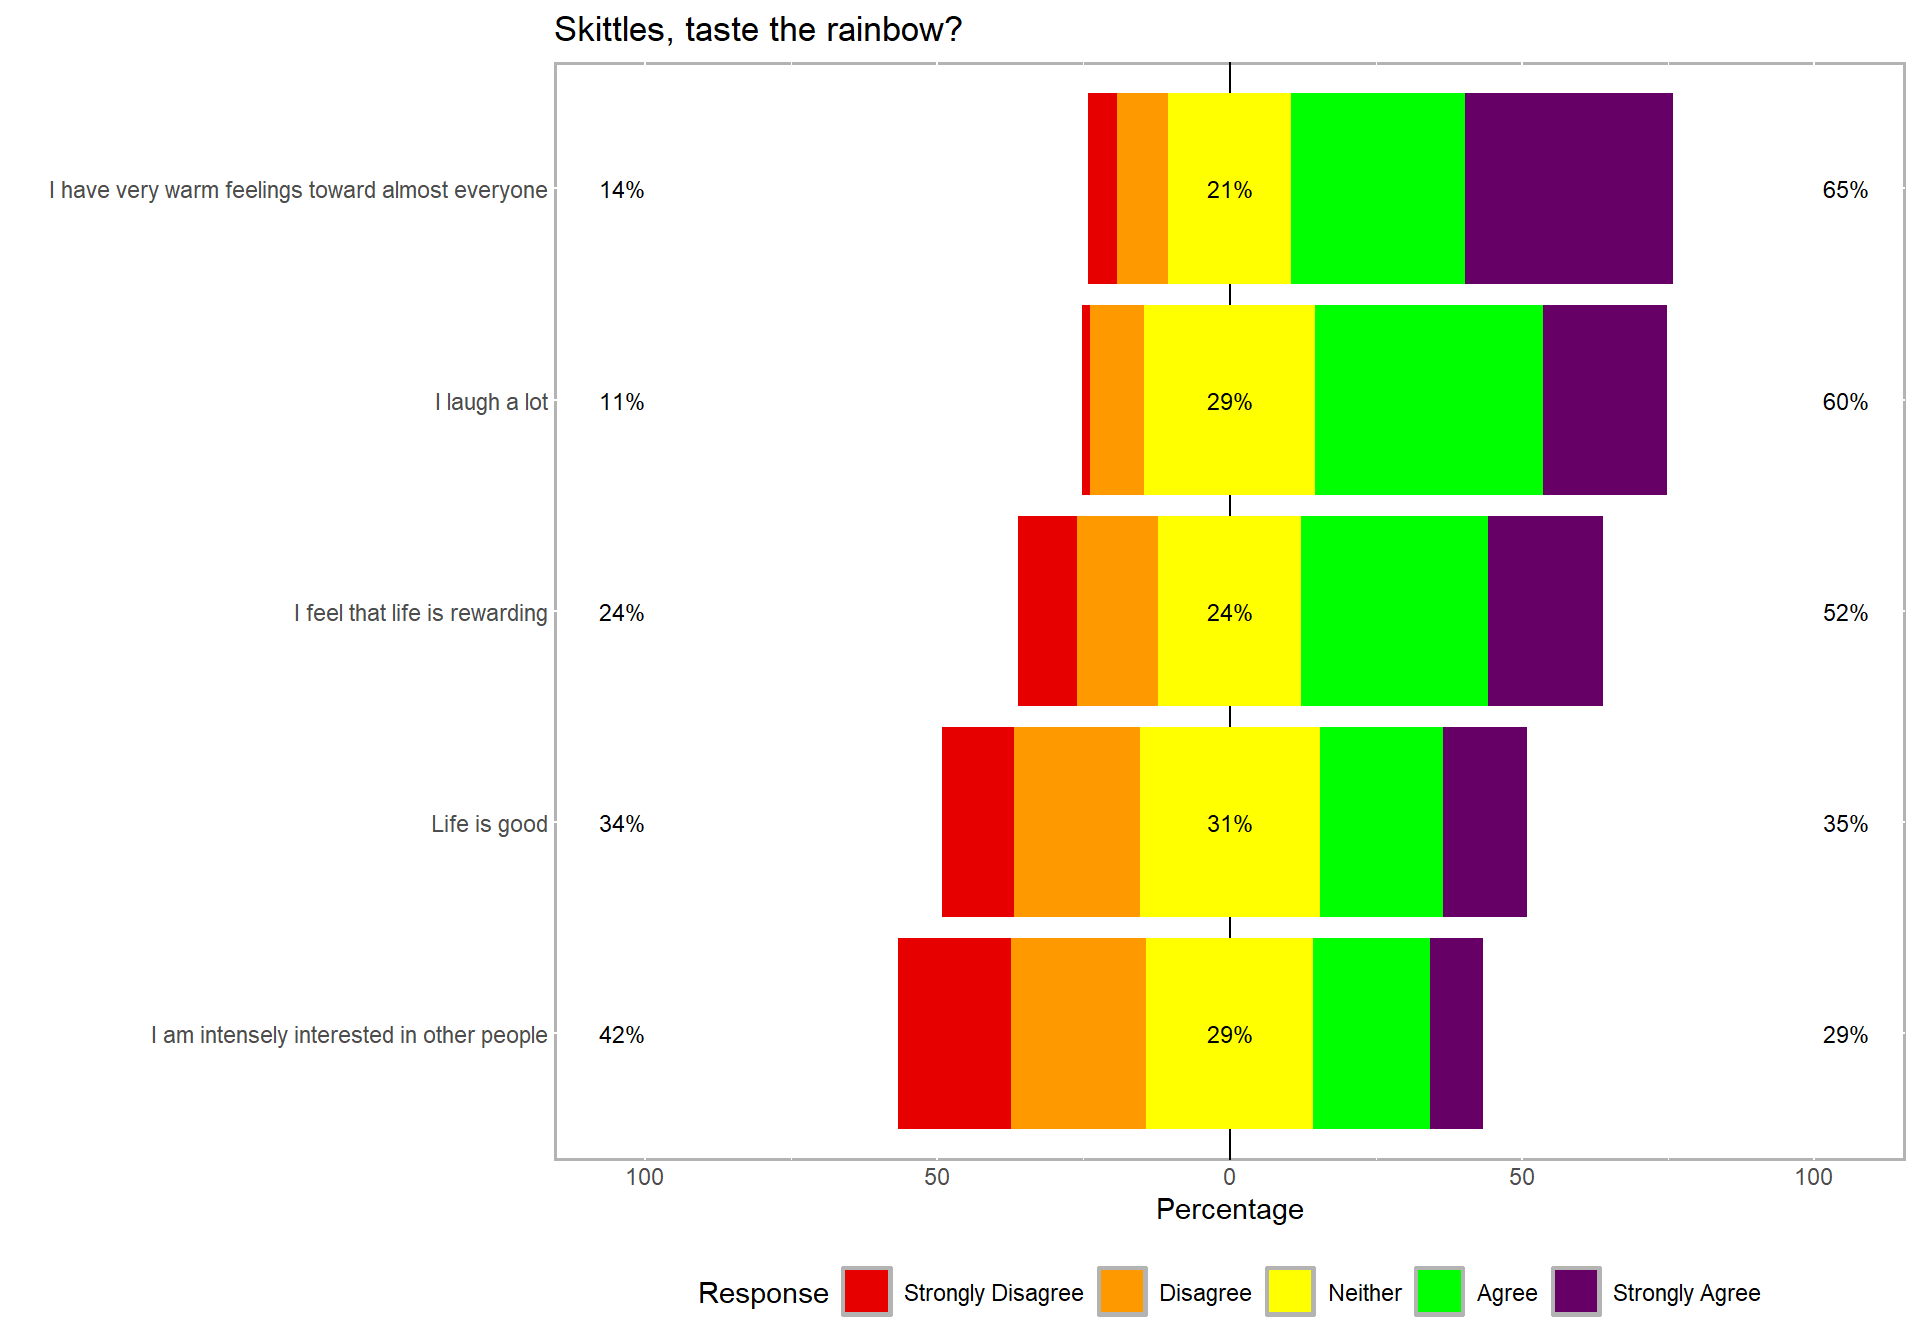 Skittles, taste the rainbow?
I have very warm feelings toward almost everyone 14% 21% 65%
I laugh a lot 11% 29% 60%
I feel that life is rewarding 24% 24% 52%
Life is good 34% 31% 35%
I am intensely interested in other people 42% 29% 29%
100 50 0 50 100
Percentage
Response Strongly Disagree Disagree Neither Agree Strongly Agree